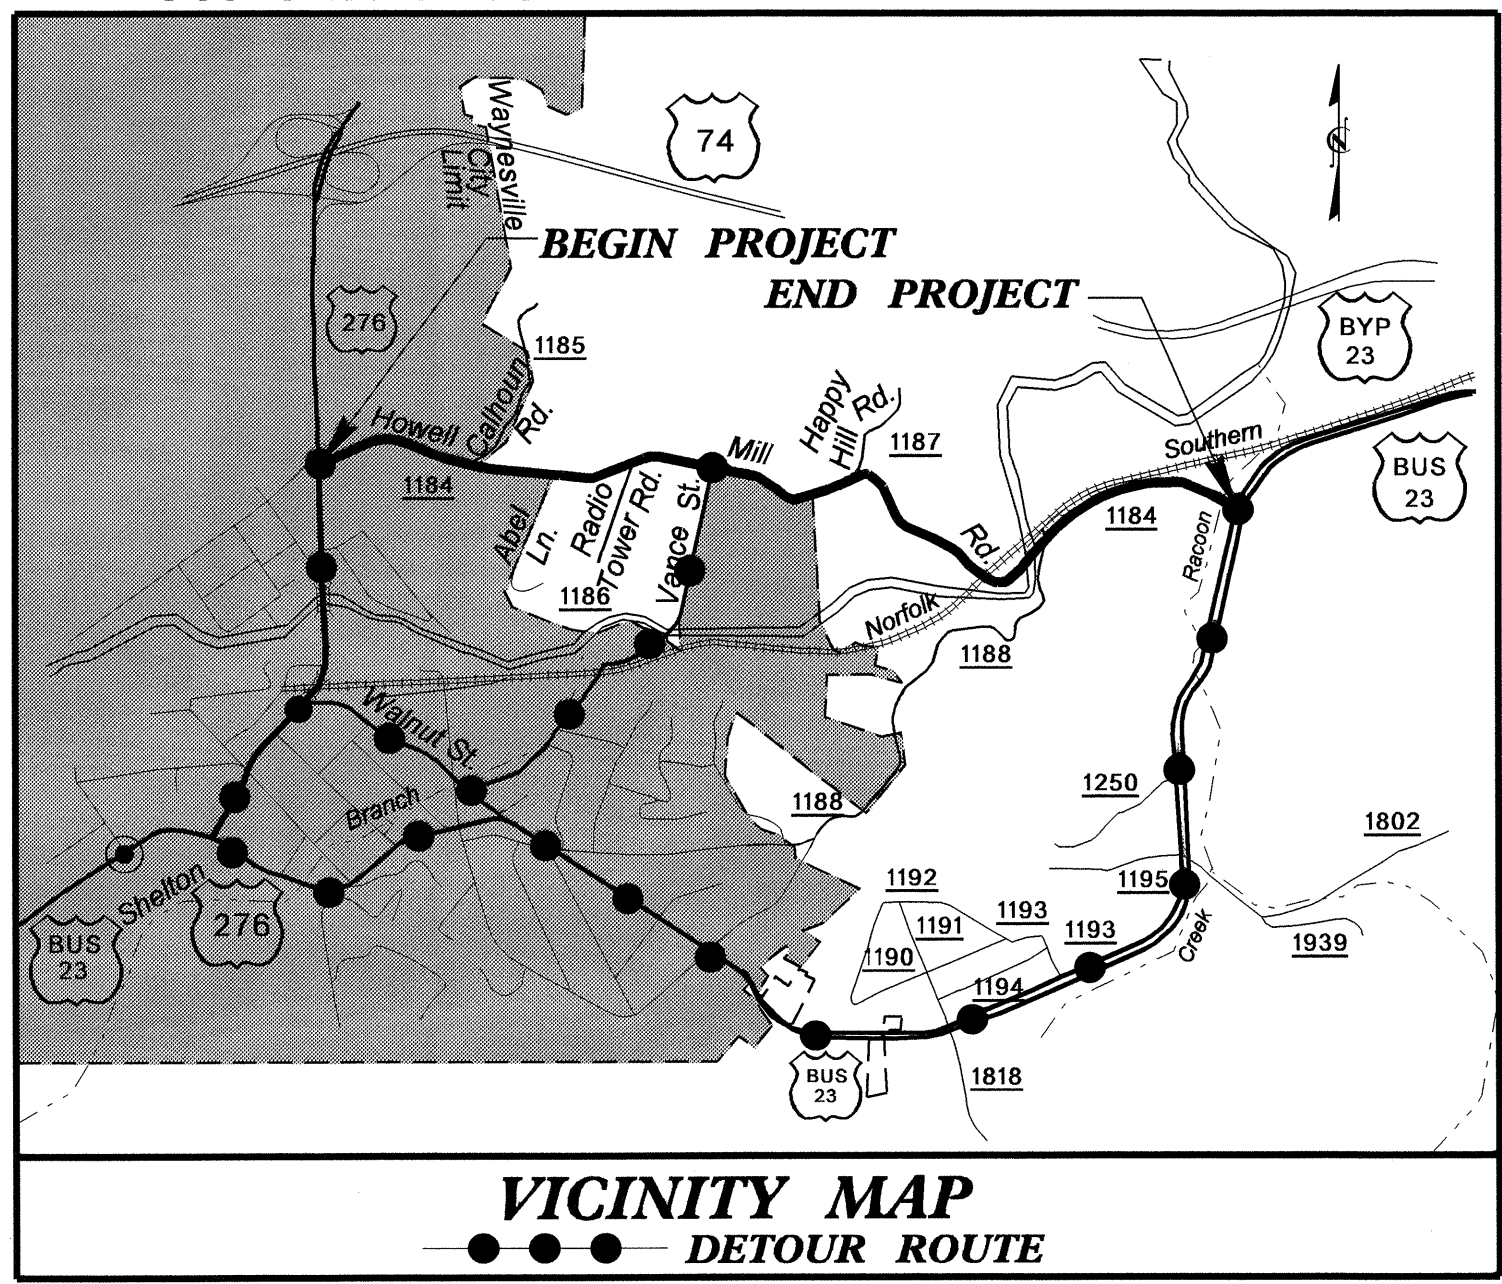 Waynesville
City
Limit
74
BEGIN PROJECT
END PROJECT
N
276
1185
BYP
23
Calhoun
Rd.
Howell
Happy
Hill Rd.
1187
Mill
Southern
BUS
23
1184
Abel
Ln.
Radio
Tower Rd.
Vance St.
1186
Rd.
1184
Racoon
Norfolk
1188
Walnut St.
Branch
1188
1250
1802
Shelton
276
BUS
23
1192
1191
1190
1193
1193
1195
Creek
1939
1194
BUS
23
1818
VICINITY MAP
DETOUR ROUTE